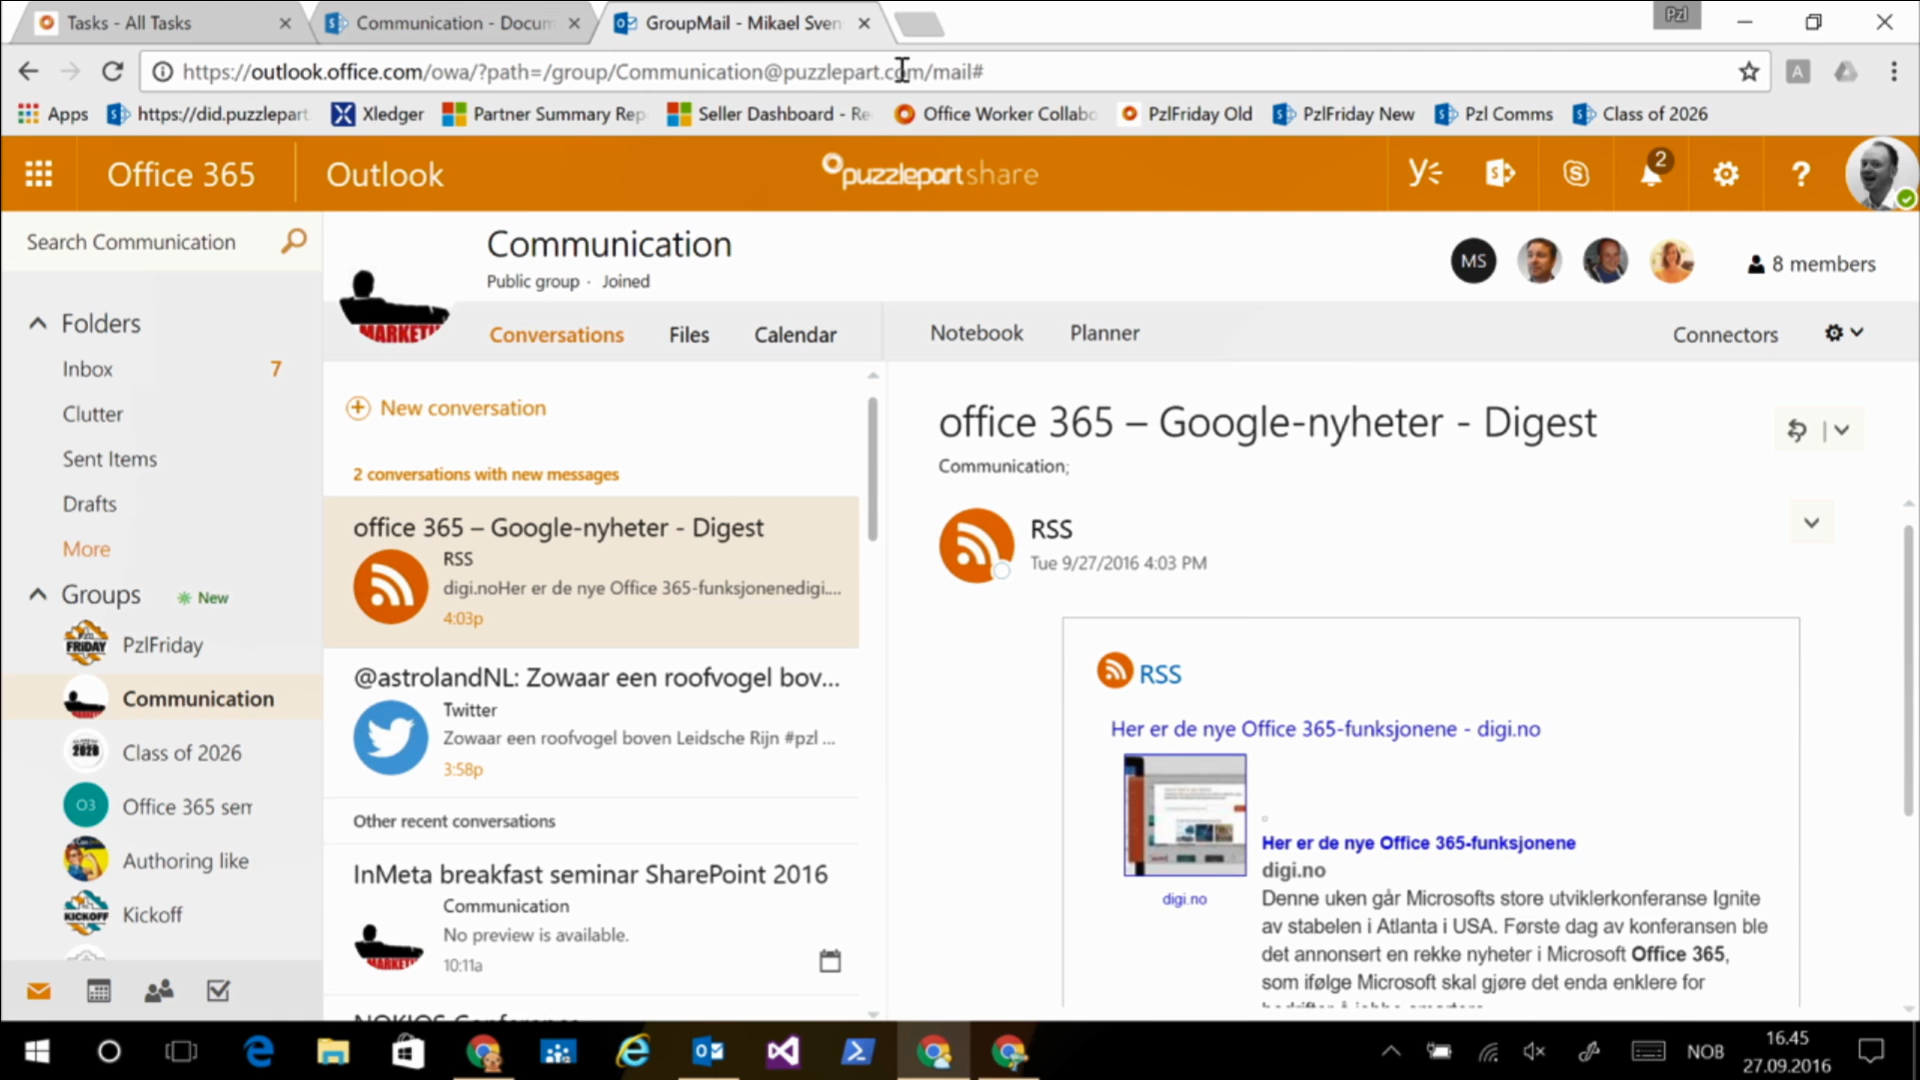 Tasks - All Tasks
Communication - Docum
GroupMail - Mikael Sven
Pzl
https://outlook.office.com/owa/?path=/group/Communication@puzzlepart.com/mail#
A
Apps
https://did.puzzlepart.
Xledger
Partner Summary Rep
Seller Dashboard - Re
Office Worker Collabo
PzlFriday Old
PzlFriday New
Pzl Comms
Class of 2026
Office 365
Outlook
puzzlepart share
2
?
Search Communication
Communication
Public group · Joined
MS
8 members
MARKETI
Conversations
Files
Calendar
Notebook
Planner
Connectors
Folders
Inbox 7
Clutter
Sent Items
Drafts
More
Groups
New
FRIDAY
PzlFriday
Communication
Class of 2026
O3
Office 365 sem
Authoring like
KICKOFF
Kickoff
New conversation
2 conversations with new messages
office 365 – Google-nyheter - Digest
RSS
digi.noHer er de nye Office 365-funksjonenedigi....
4:03p
@astrolandNL: Zowaar een roofvogel bov...
Twitter
Zowaar een roofvogel boven Leidsche Rijn #pzl ...
3:58p
Other recent conversations
InMeta breakfast seminar SharePoint 2016
Communication
No preview is available.
10:11a
MARKETI
NOKIOS Conference
office 365 – Google-nyheter - Digest
Communication;
RSS
Tue 9/27/2016 4:03 PM
RSS
Her er de nye Office 365-funksjonene - digi.no
digi.no
Her er de nye Office 365-funksjonene
digi.no
Denne uken går Microsofts store utviklerkonferanse Ignite
av stabelen i Atlanta i USA. Første dag av konferansen ble
det annonsert en rekke nyheter i Microsoft Office 365,
som ifølge Microsoft skal gjøre det enda enklere for
NOB
16.45
27.09.2016